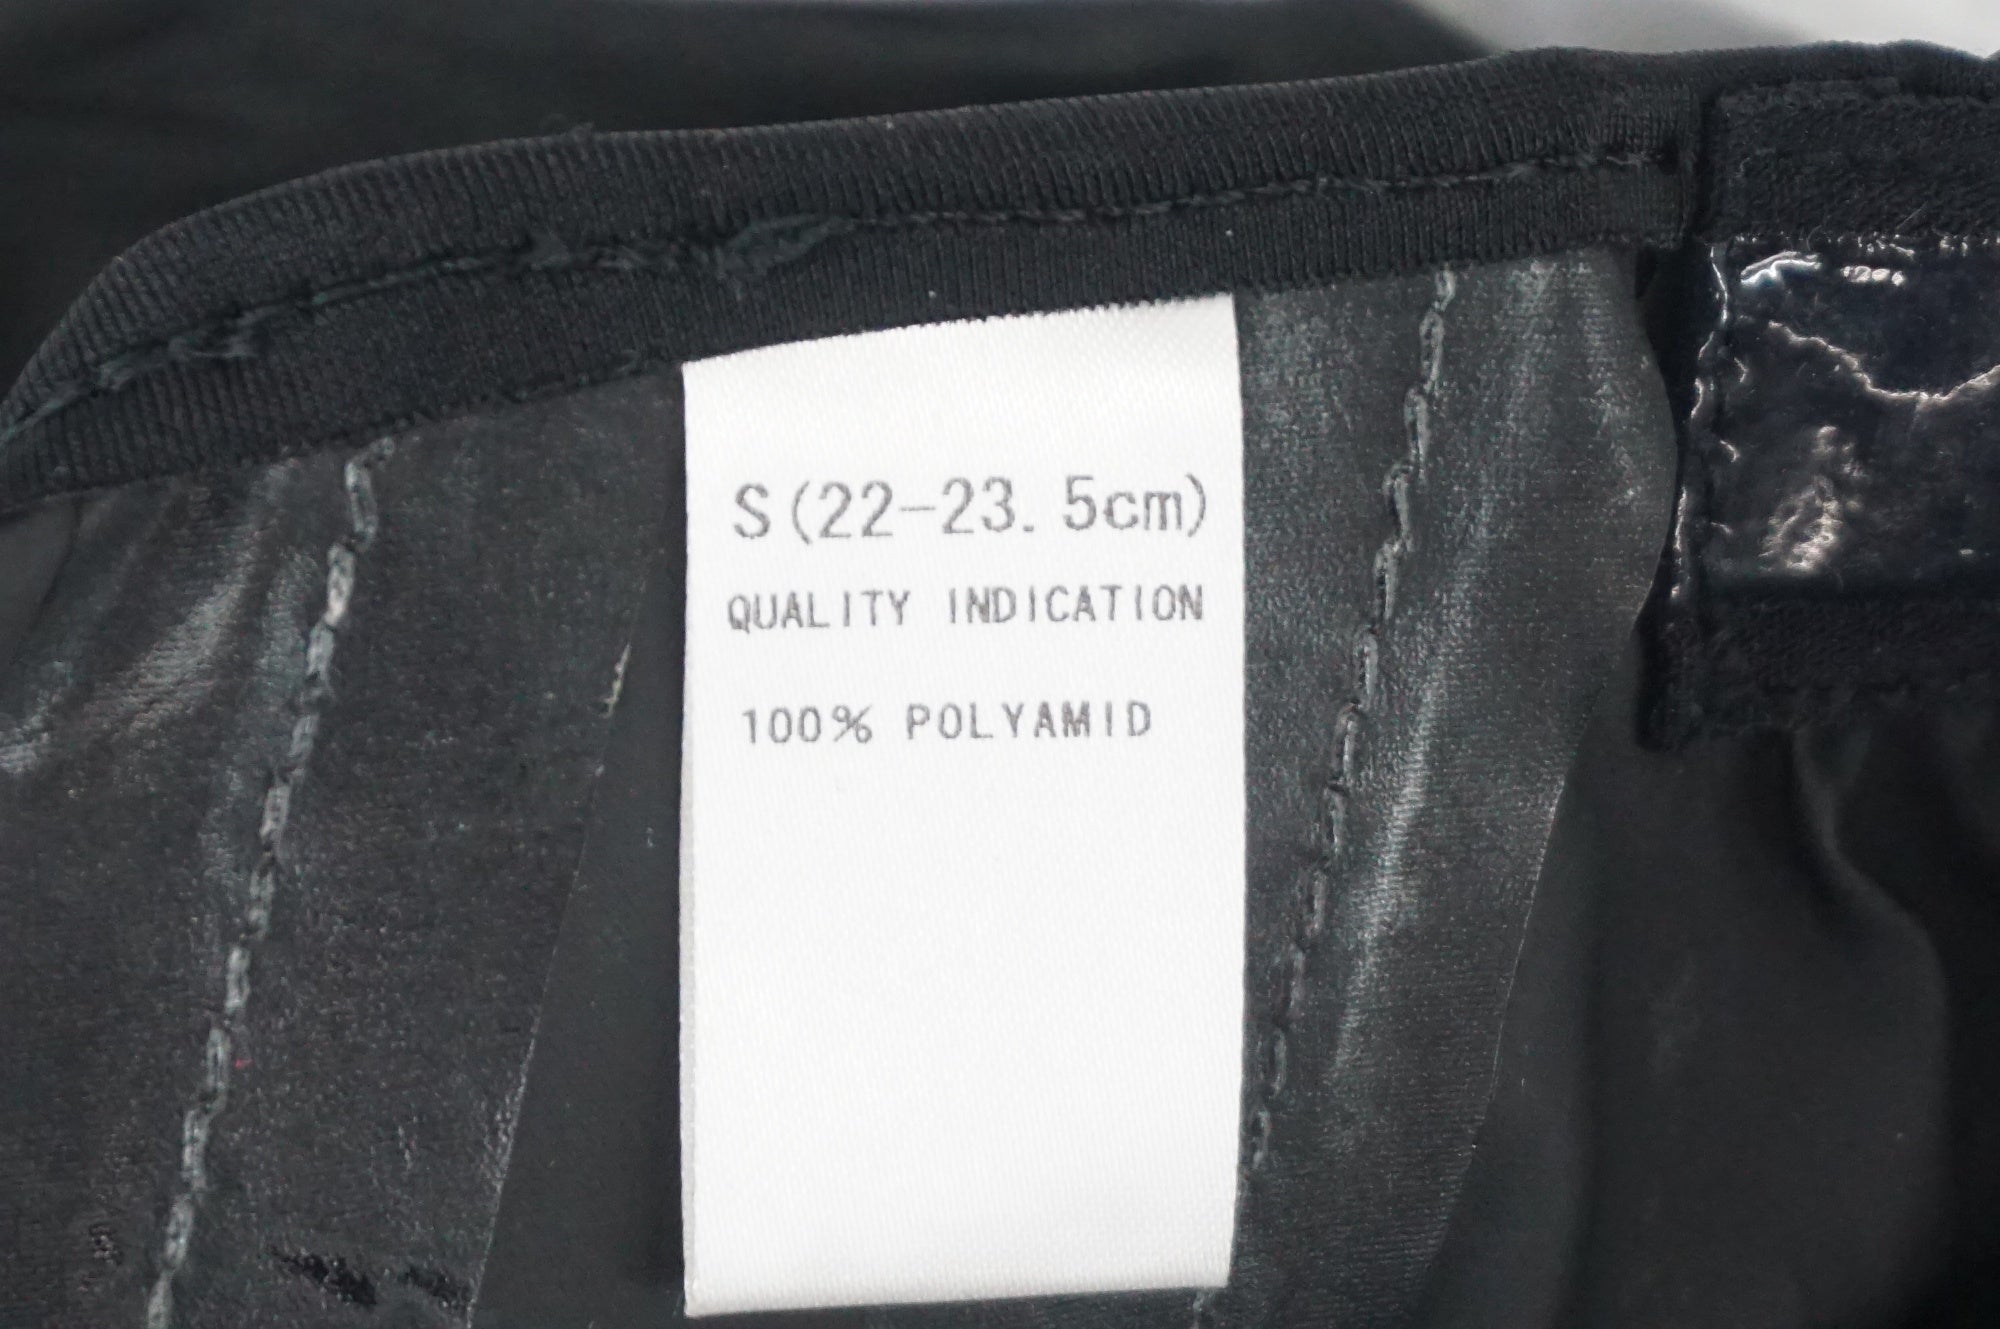 S(22-23.5cm)
QUALITY INDICATION
100% POLYAMID